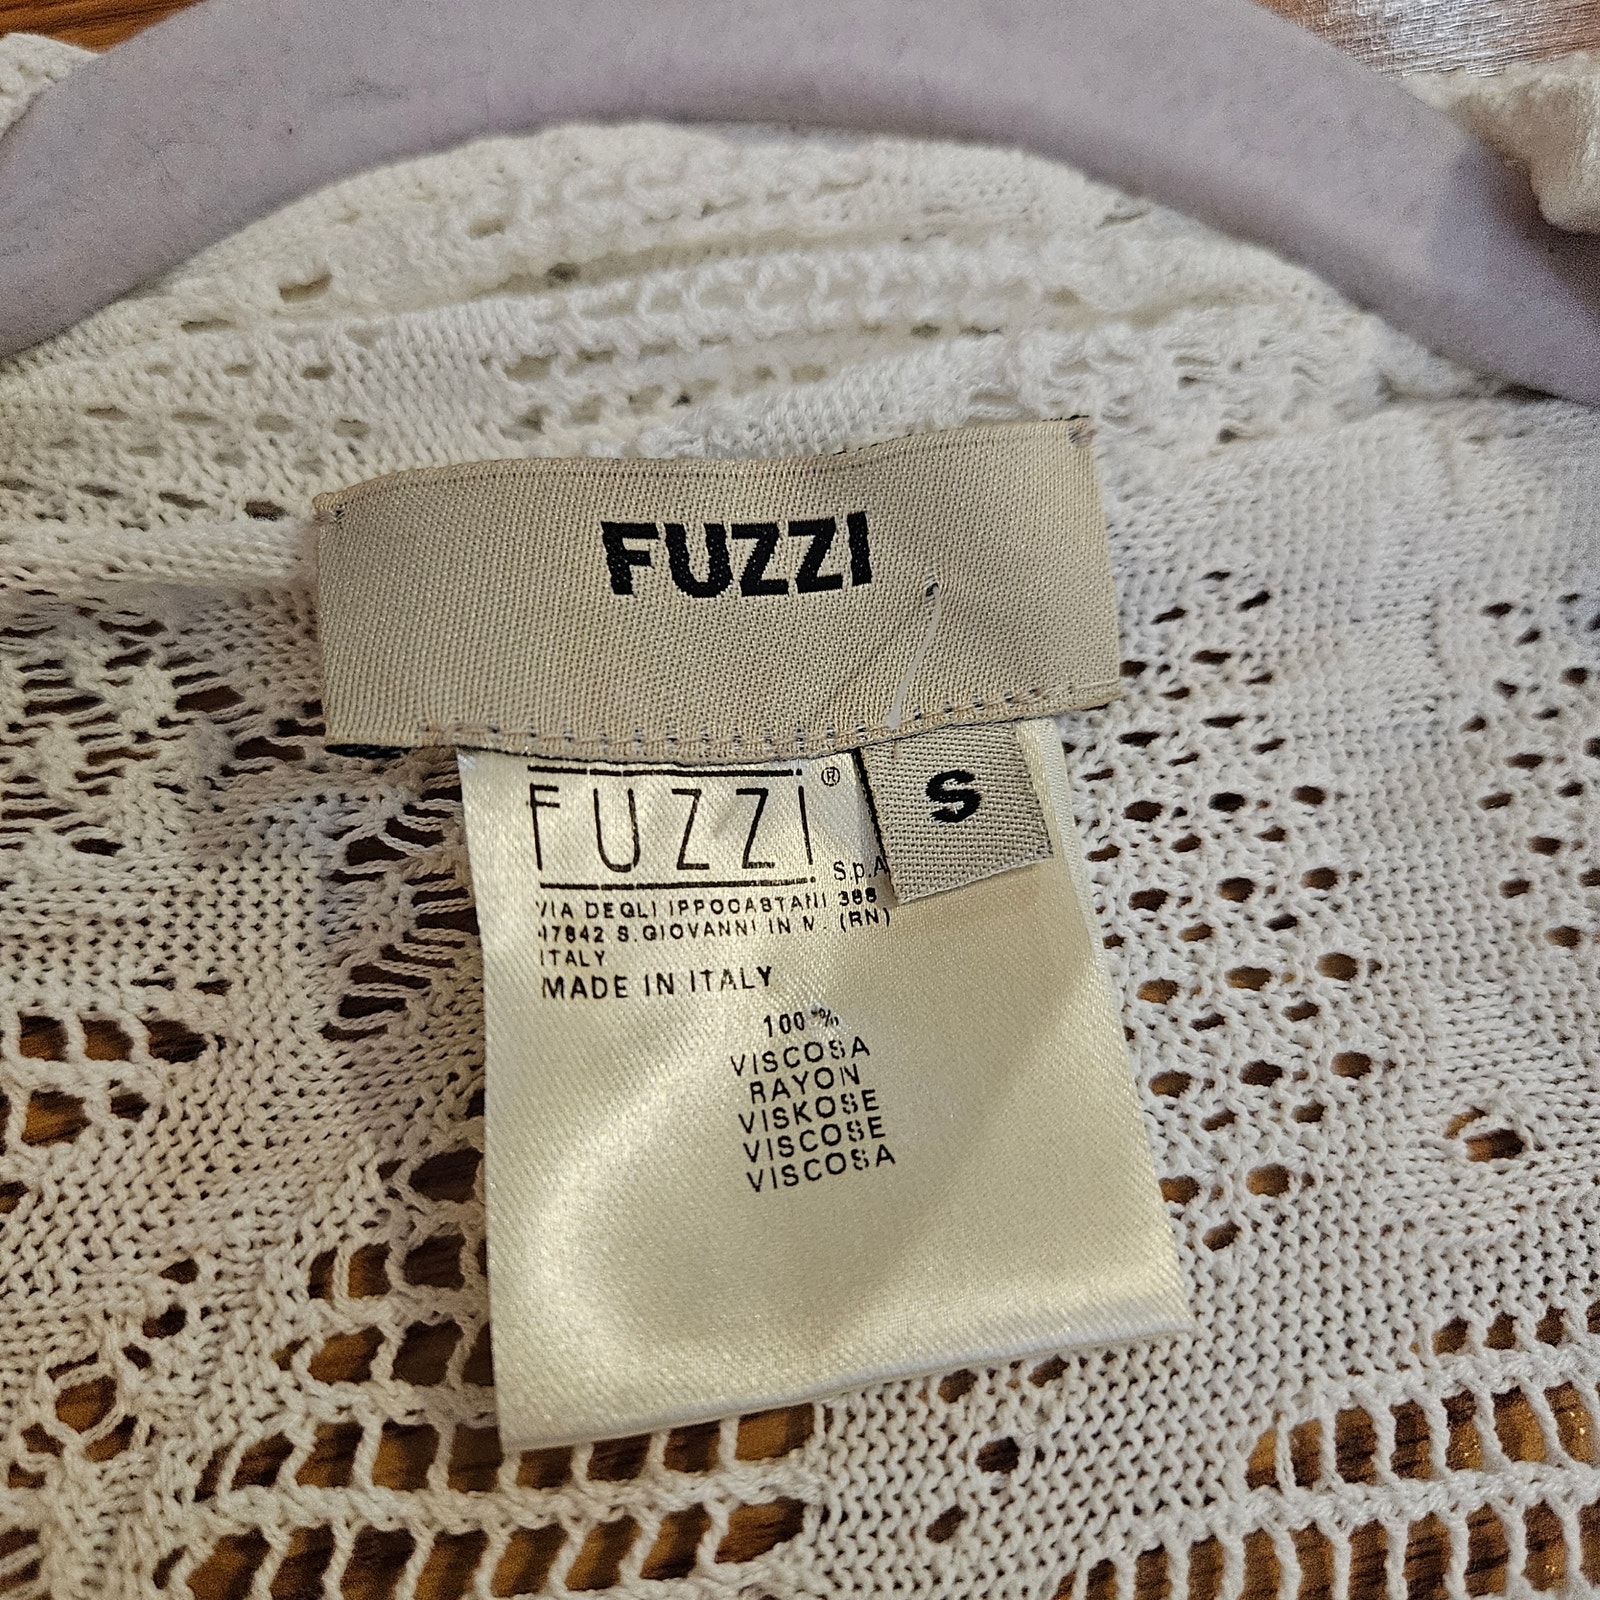 FUZZI
S
FUZZI®
S.p.A
VIA DEGLI IPPOCASTANI 388
47842 S.GIOVANNI IN M. (RN)
ITALY
MADE IN ITALY
100 %
VISCOSA
RAYON
VISKOSE
VISCOSE
VISCOSA